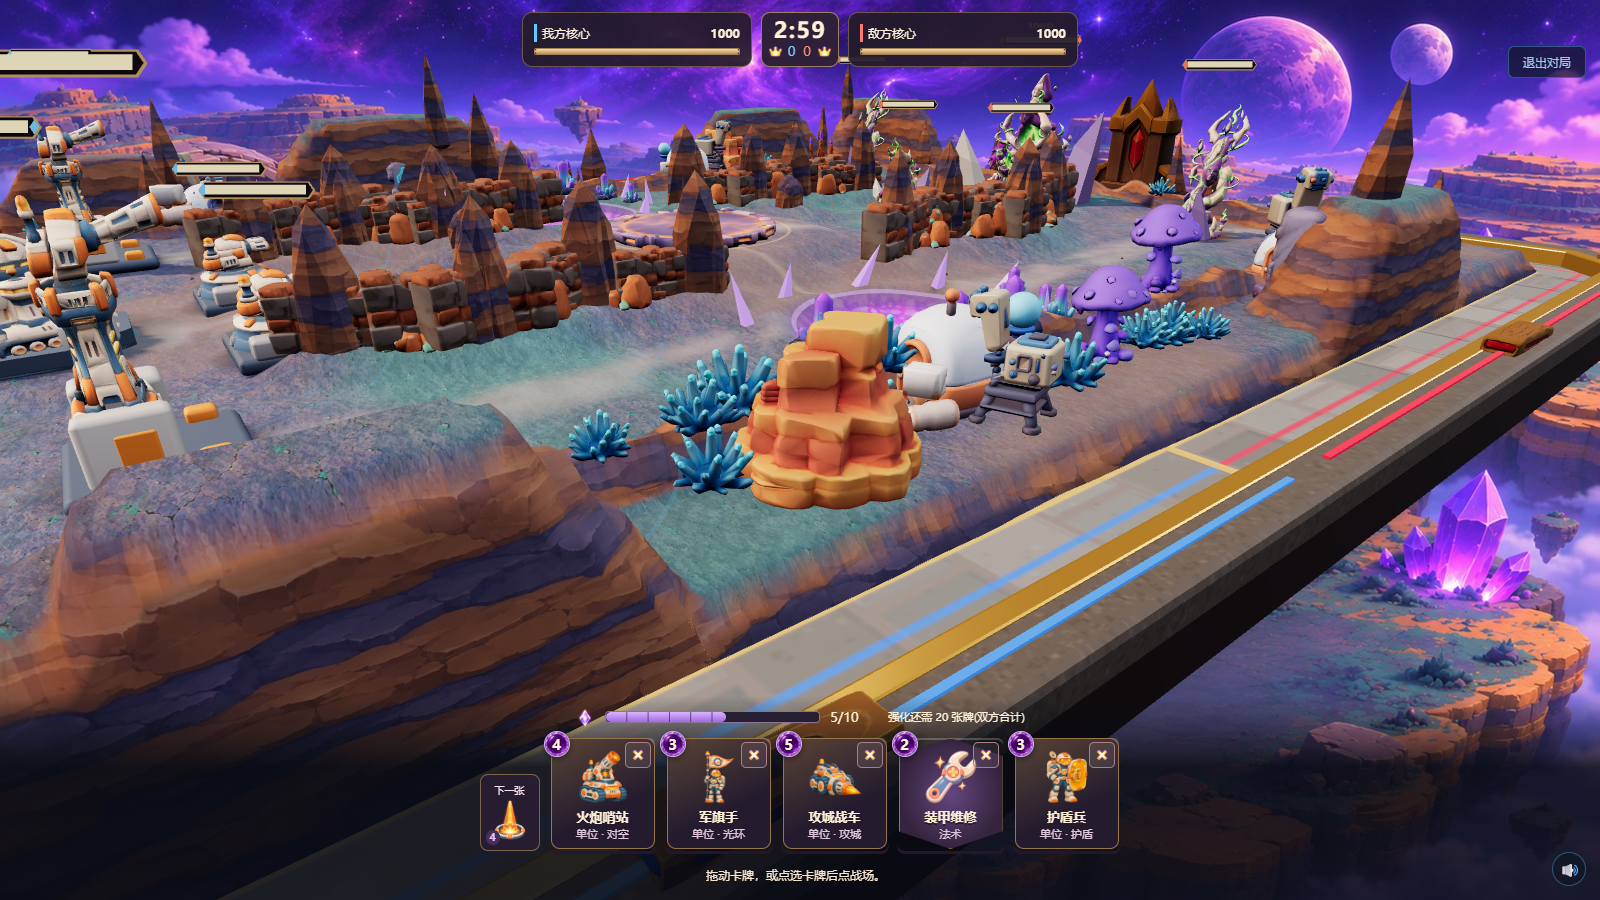 我方核心 1000
2:59
0 0
敌方核心 1000
退出对局
5/10
强化还需 20 张牌(双方合计)
下一张
4
4
火炮哨站
单位 · 对空
3
军旗手
单位 · 光环
5
攻城战车
单位 · 攻城
2
装甲维修
法术
3
护盾兵
单位 · 护盾
拖动卡牌，或点选卡牌后点战场。